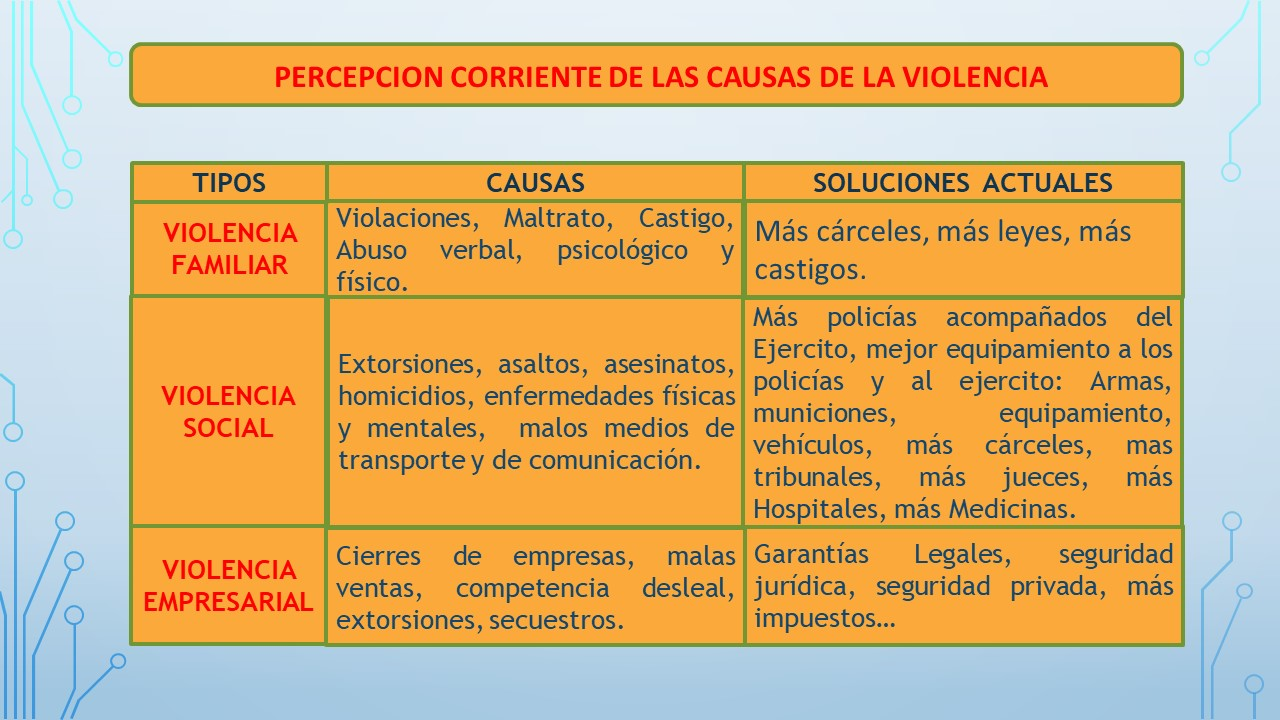 PERCEPCION CORRIENTE DE LAS CAUSAS DE LA VIOLENCIA
TIPOS
CAUSAS
SOLUCIONES ACTUALES
VIOLENCIA
FAMILIAR
Violaciones, Maltrato, Castigo,
Abuso verbal, psicológico y
físico.
Más cárceles, más leyes, más
castigos.
VIOLENCIA
SOCIAL
Extorsiones, asaltos, asesinatos,
homicidios, enfermedades físicas
y mentales, malos medios de
transporte y de comunicación.
Más policías acompañados del
Ejercito, mejor equipamiento a los
policías y al ejercito: Armas,
municiones, equipamiento,
vehículos, más cárceles, mas
tribunales, más jueces, más
Hospitales, más Medicinas.
VIOLENCIA
EMPRESARIAL
Cierres de empresas, malas
ventas, competencia desleal,
extorsiones, secuestros.
Garantías Legales, seguridad
jurídica, seguridad privada, más
impuestos…